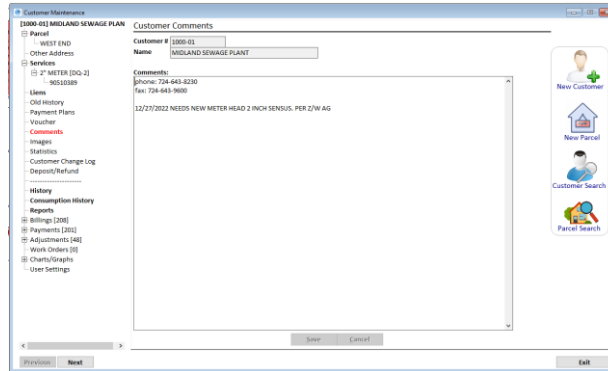 Customer Maintenance
[1000-01] MIDLAND SEWAGE PLAN
Parcel
WEST END
Other Address
Services
2" METER [DQ-2]
90510389
Liens
Old History
Payment Plans
Voucher
Comments
Images
Statistics
Customer Change Log
Deposit/Refund
--------------------
History
Consumption History
Reports
Billings [208]
Payments [201]
Adjustments [48]
Work Orders [0]
Charts/Graphs
User Settings
Customer Comments
Customer # 1000-01
Name MIDLAND SEWAGE PLANT
Comments:
phone: 724-643-8230
fax: 724-643-9600
12/27/2022 NEEDS NEW METER HEAD 2 INCH SENSUS. PER Z/W AG
Save Cancel
New Customer
New Parcel
Customer Search
Parcel Search
Previous Next
Exit